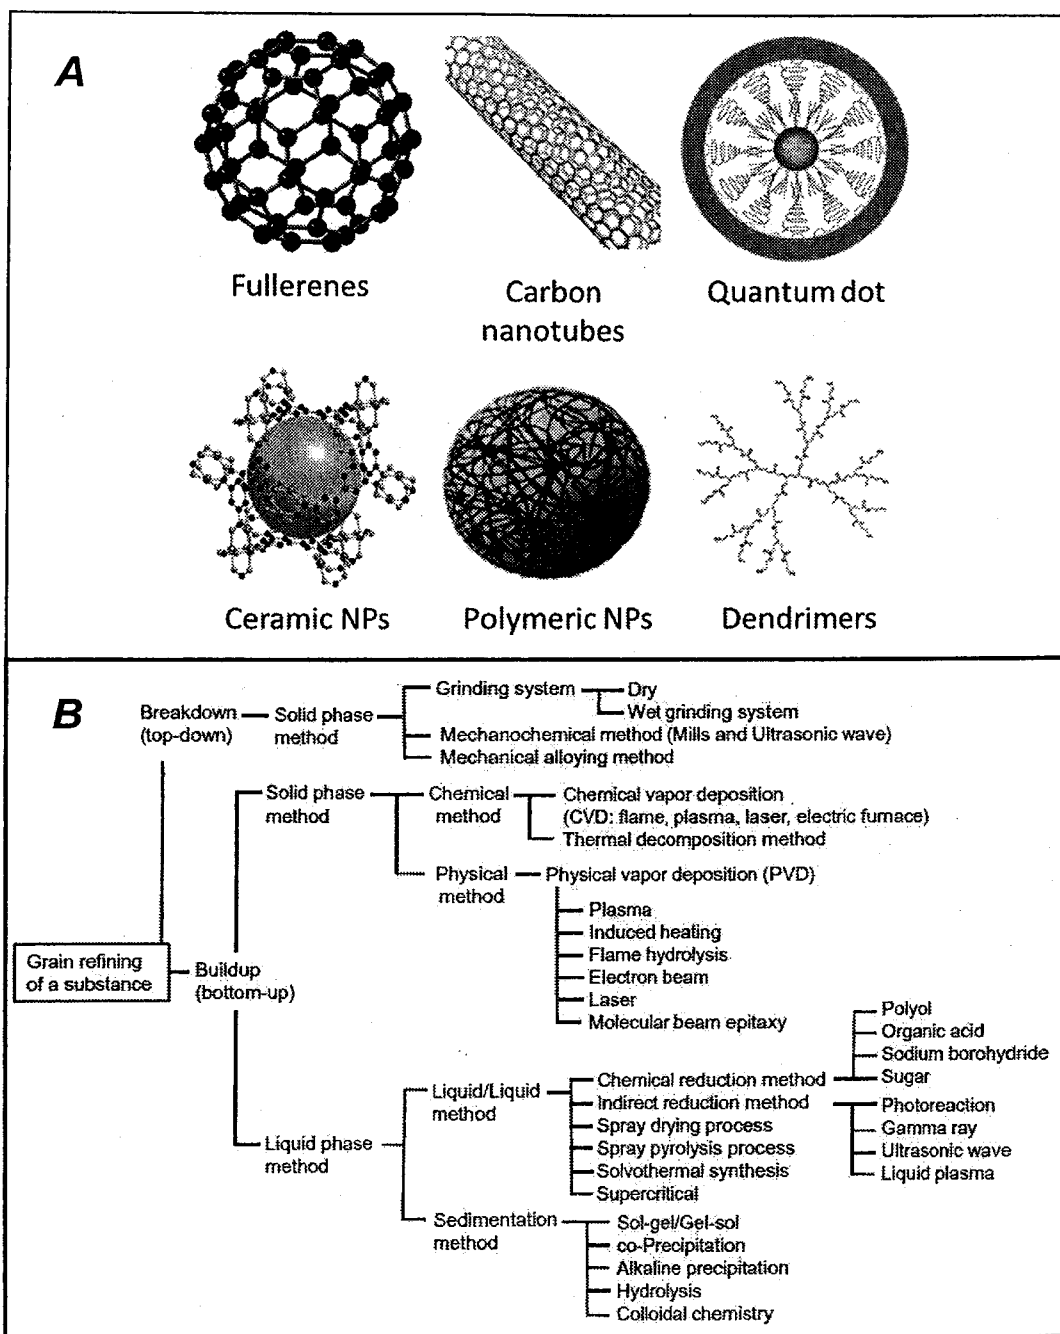 A
Fullerenes
Carbon
nanotubes
Quantum dot
Ceramic NPs
Polymeric NPs
Dendrimers
B
Breakdown
(top-down)
Solid phase
method
Grinding system
Dry
Wet grinding system
Mechanochemical method (Mills and Ultrasonic wave)
Mechanical alloying method
Solid phase
method
Chemical
method
Chemical vapor deposition
(CVD: flame, plasma, laser, electric furnace)
Thermal decomposition method
Physical
method
Physical vapor deposition (PVD)
Plasma
Induced heating
Flame hydrolysis
Electron beam
Laser
Molecular beam epitaxy
Grain refining
of a substance
Buildup
(bottom-up)
Liquid phase
method
Liquid/Liquid
method
Chemical reduction method
Polyol
Organic acid
Sodium borohydride
Sugar
Indirect reduction method
Photoreaction
Gamma ray
Ultrasonic wave
Liquid plasma
Spray drying process
Spray pyrolysis process
Solvothermal synthesis
Supercritical
Sedimentation
method
Sol-gel/Gel-sol
co-Precipitation
Alkaline precipitation
Hydrolysis
Colloidal chemistry